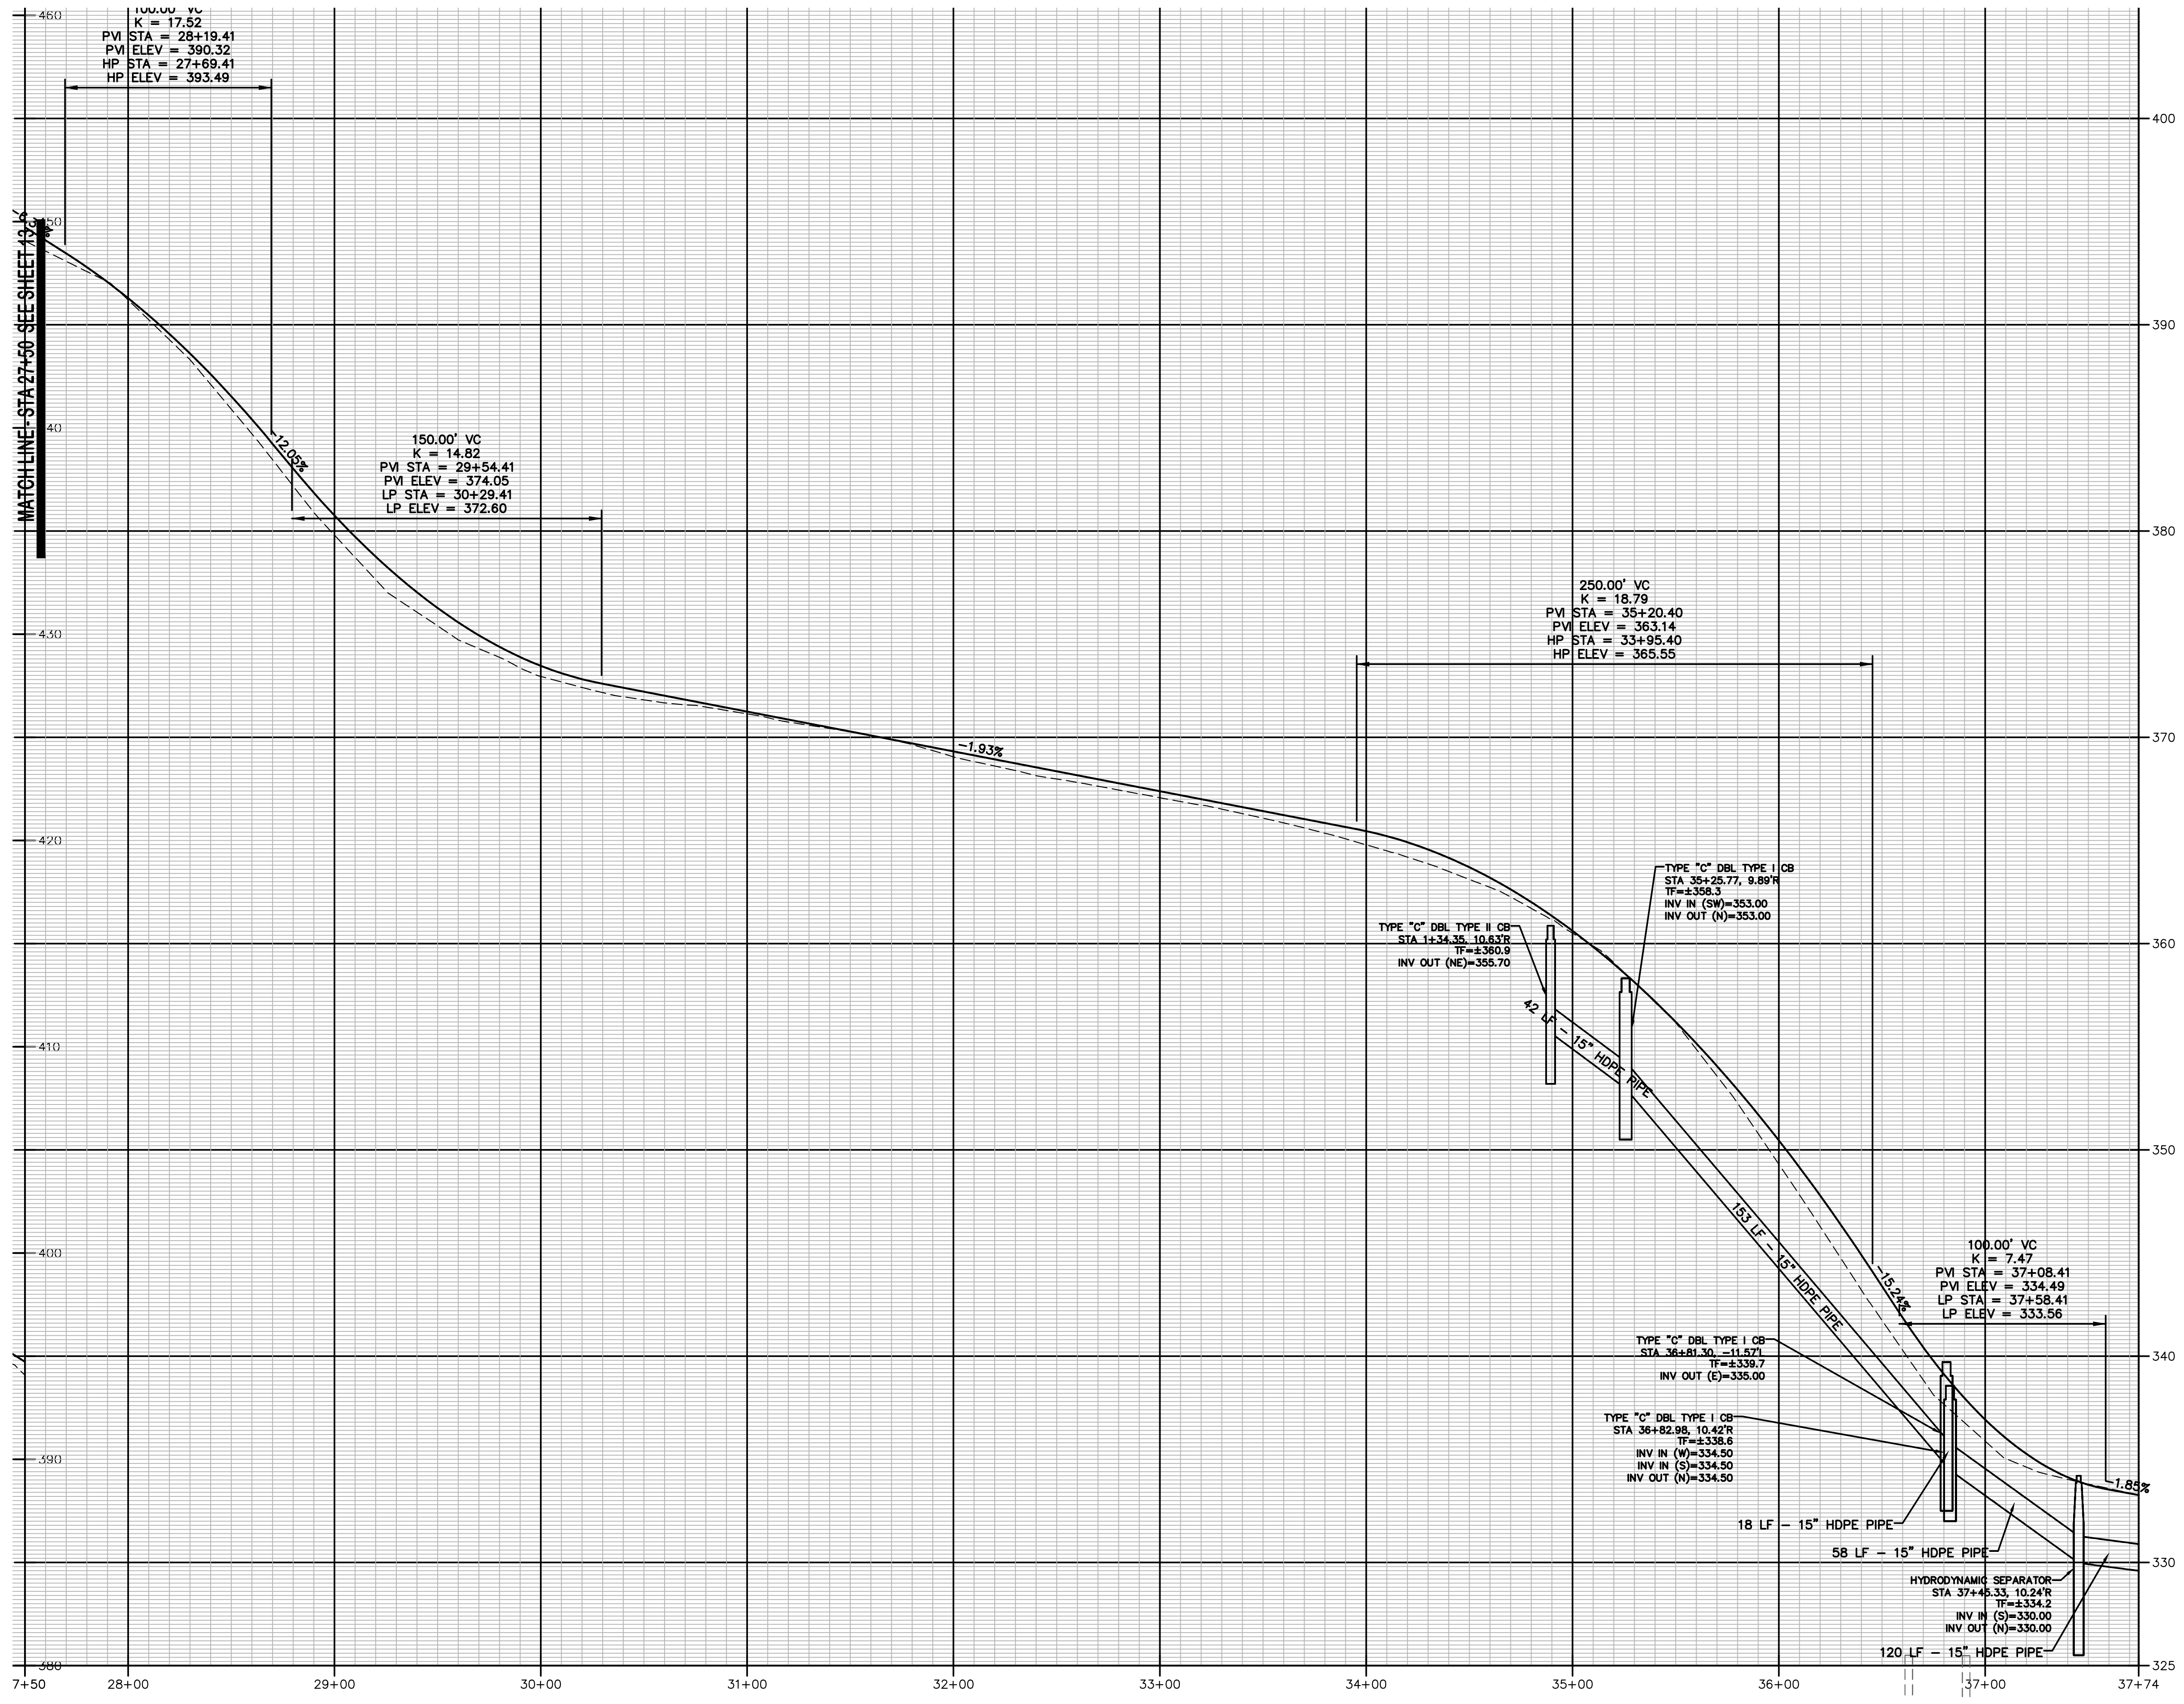 460
100.00' VC
K = 17.52
PVI STA = 28+19.41
PVI ELEV = 390.32
HP STA = 27+69.41
HP ELEV = 393.49
400
390
380
370
360
350
340
330
325
MATCH LINE - STA 27+50 SEE SHEET
430
420
410
400
390
380
-12.05%
150.00' VC
K = 14.82
PVI STA = 29+54.41
PVI ELEV = 374.05
LP STA = 30+29.41
LP ELEV = 372.60
-1.93%
250.00' VC
K = 18.79
PVI STA = 35+20.40
PVI ELEV = 363.14
HP STA = 33+95.40
HP ELEV = 365.55
TYPE "C" DBL TYPE I CB
STA 35+25.77, 9.89'R
TF=±358.3
INV IN (SW)=353.00
INV OUT (N)=353.00
TYPE "C" DBL TYPE II CB
STA 1+34.35, 10.63'R
TF=±360.9
INV OUT (NE)=355.70
42 LF - 15" HDPE PIPE
153 LF - 15" HDPE PIPE
-15.24%
100.00' VC
K = 7.47
PVI STA = 37+08.41
PVI ELEV = 334.49
LP STA = 37+58.41
LP ELEV = 333.56
TYPE "C" DBL TYPE I CB
STA 36+81.30, -11.57'L
TF=±339.7
INV OUT (E)=335.00
TYPE "C" DBL TYPE I CB
STA 36+82.98, 10.42'R
TF=±338.6
INV IN (W)=334.50
INV IN (S)=334.50
INV OUT (N)=334.50
-1.85%
18 LF - 15" HDPE PIPE
58 LF - 15" HDPE PIPE
HYDRODYNAMIC SEPARATOR
STA 37+45.33, 10.24'R
TF=±334.2
INV IN (S)=330.00
INV OUT (N)=330.00
120 LF - 15" HDPE PIPE
7+50
28+00
29+00
30+00
31+00
32+00
33+00
34+00
35+00
36+00
37+00
37+74